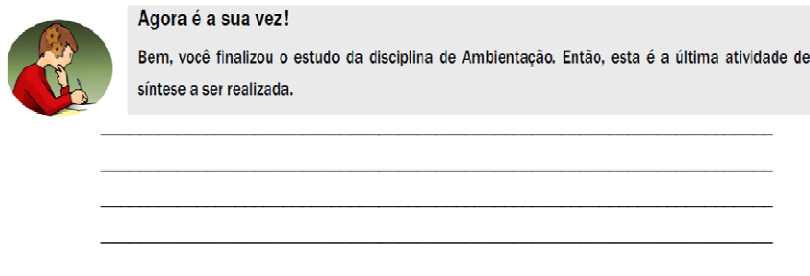 Agora é a sua vez!
Bem, você finalizou o estudo da disciplina de Ambientação. Então, esta é a última atividade de
síntese a ser realizada.